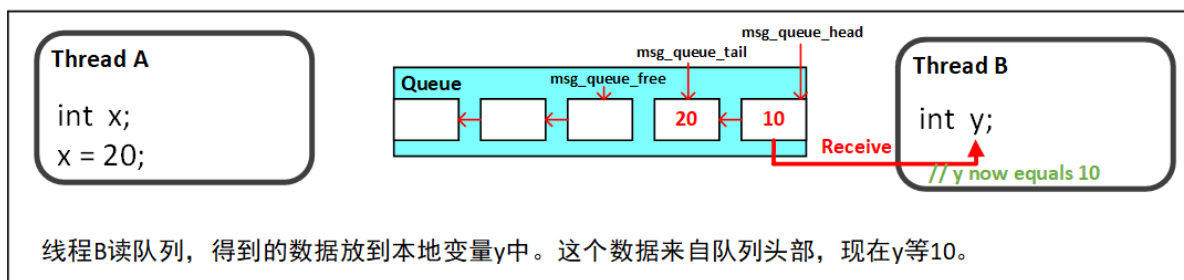 Thread A
int x;
x = 20;
msg_queue_head
msg_queue_tail
msg_queue_free
Queue
20
10
Receive
Thread B
int y;
// y now equals 10
线程B读队列，得到的数据放到本地变量y中。这个数据来自队列头部，现在y等10。